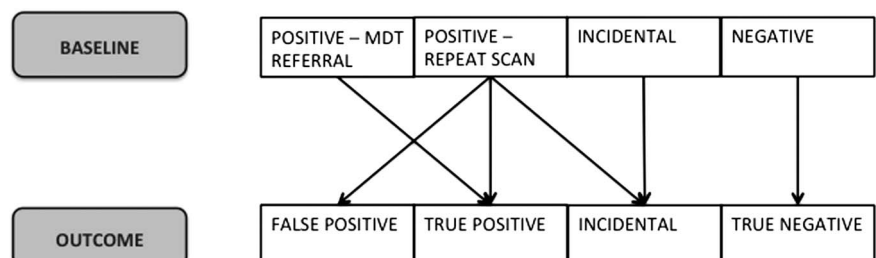 BASELINE
POSITIVE – MDT
REFERRAL
POSITIVE –
REPEAT SCAN
INCIDENTAL
NEGATIVE
OUTCOME
FALSE POSITIVE
TRUE POSITIVE
INCIDENTAL
TRUE NEGATIVE